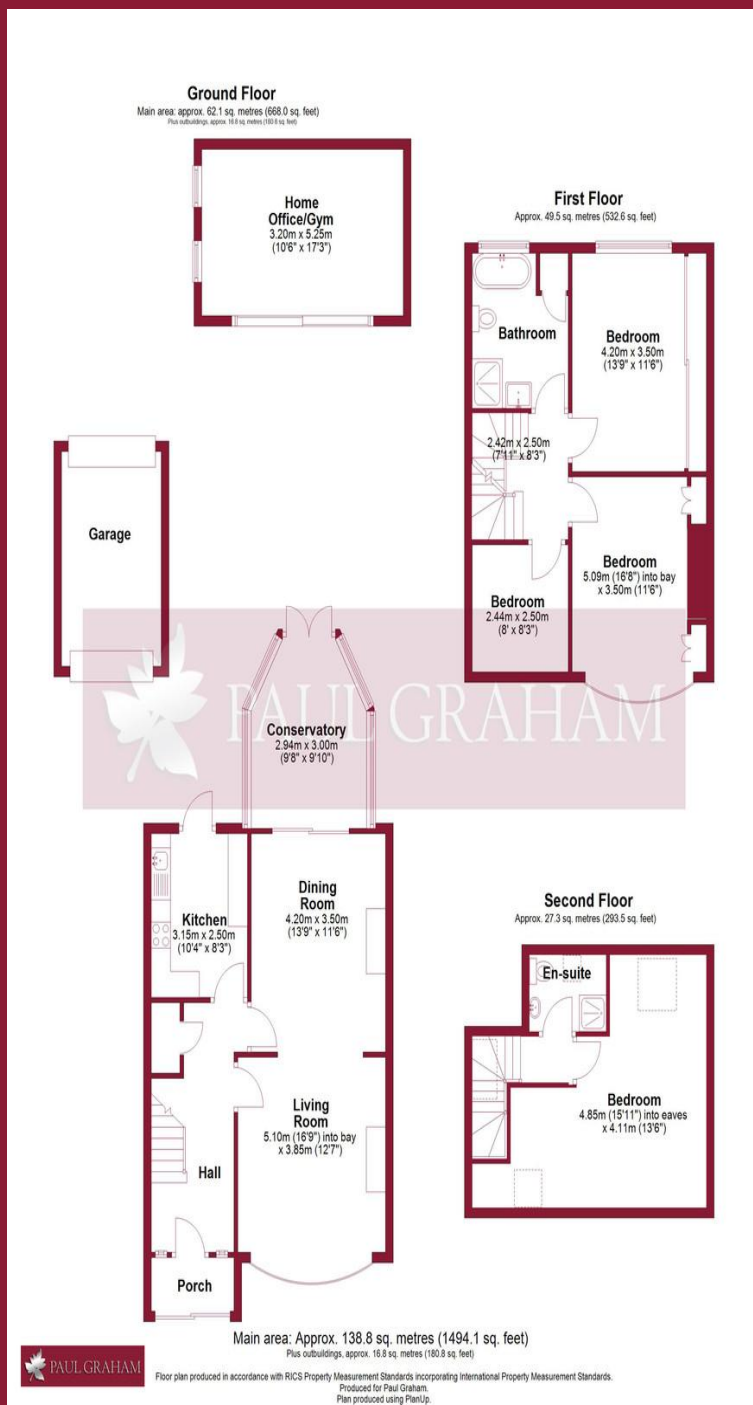 Ground Floor
Main area: approx. 62.1 sq. metres (668.0 sq. feet)
Plus outbuildings, approx. 16.8 sq. metres (180.8 sq. feet)
Home
Office/Gym
3.20m x 5.25m
(10'6" x 17'3")
First Floor
Approx. 49.5 sq. metres (532.6 sq. feet)
Bathroom
Bedroom
4.20m x 3.50m
(13'9" x 11'6")
2.42m x 2.50m
(7'11" x 8'3")
Bedroom
5.09m (16'8") into bay
x 3.50m (11'6")
Bedroom
2.44m x 2.50m
(8' x 8'3")
Garage
PAUL GRAHAM
Conservatory
2.94m x 3.00m
(9'8" x 9'10")
Kitchen
3.15m x 2.50m
(10'4" x 8'3")
Dining
Room
4.20m x 3.50m
(13'9" x 11'6")
Living
Room
5.10m (16'9") into bay
x 3.85m (12'7")
Hall
Porch
Second Floor
Approx. 27.3 sq. metres (293.5 sq. feet)
En-suite
Bedroom
4.85m (15'11") into eaves
x 4.11m (13'6")
Main area: Approx. 138.8 sq. metres (1494.1 sq. feet)
Plus outbuildings, approx. 16.8 sq. metres (180.8 sq. feet)
PAUL GRAHAM
Floor plan produced in accordance with RICS Property Measurement Standards incorporating International Property Measurement Standards.
Produced for Paul Graham.
Plan produced using PlanUp.